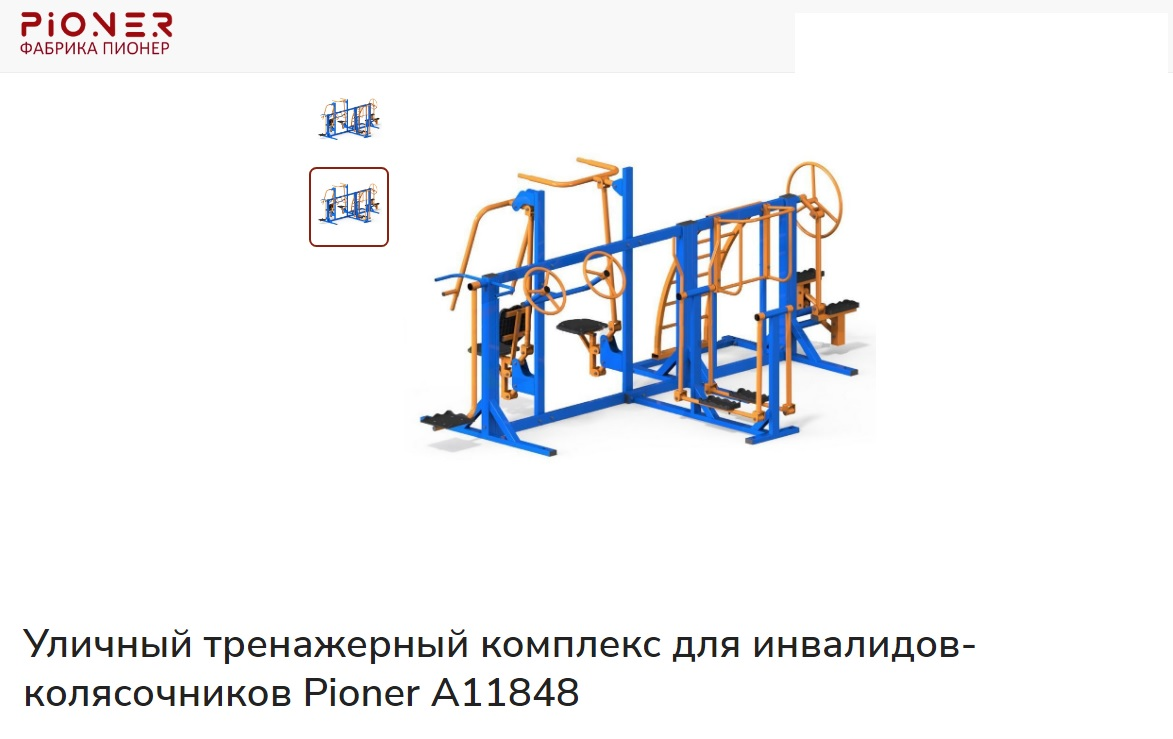 PiONER
ФАБРИКА ПИОНЕР
Уличный тренажерный комплекс для инвалидов-
колясочников Pioner A11848